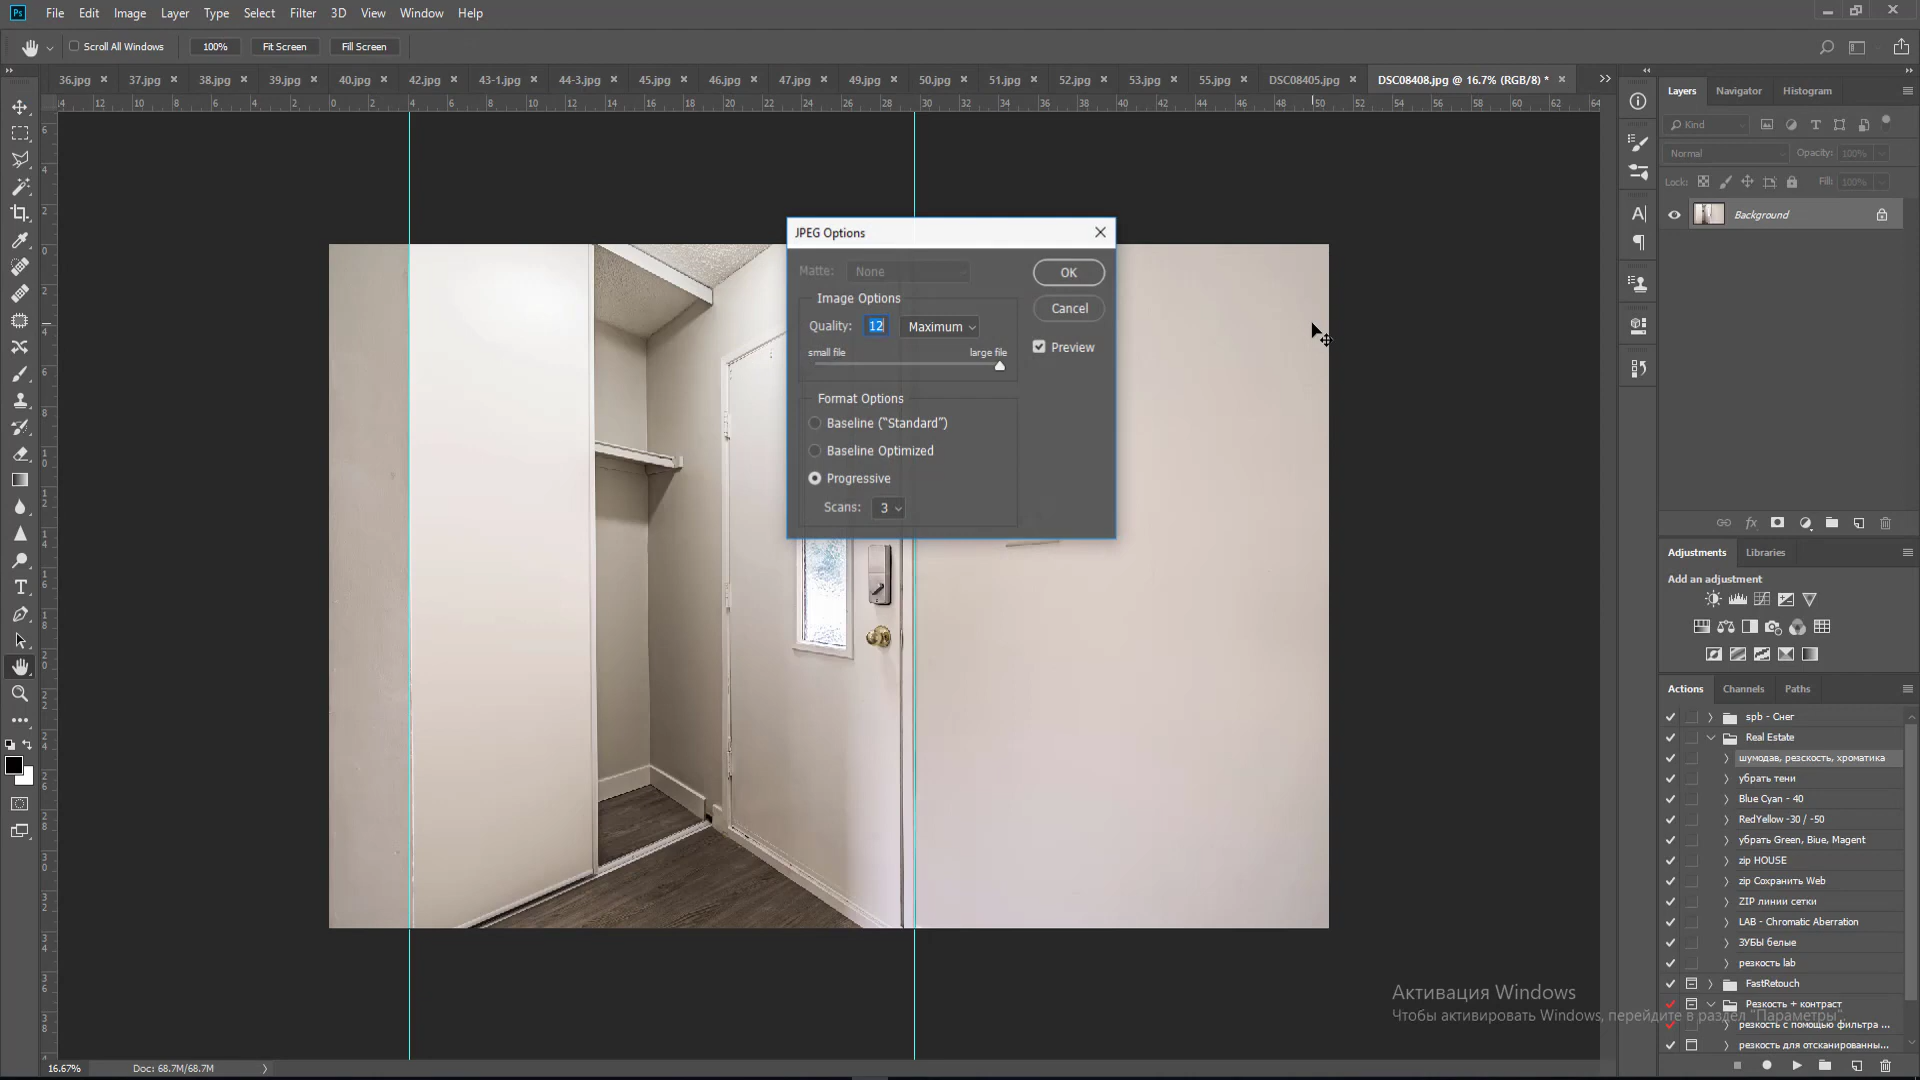 Ps File Edit Image Layer Type Select Filter 3D View Window Help
Scroll All Windows 100% Fit Screen Fill Screen
36.jpg 37.jpg 38.jpg 39.jpg 40.jpg 42.jpg 43-1.jpg 44-3.jpg 45.jpg 46.jpg 47.jpg 49.jpg 50.jpg 51.jpg 52.jpg 53.jpg 55.jpg DSC08405.jpg DSC08408.jpg @ 16.7% (RGB/8) *
Layers Navigator Histogram
Kind
Normal Opacity: 100%
Lock: Fill: 100%
Background
JPEG Options
Matte: None
OK
Image Options
Cancel
Quality: 12 Maximum
Preview
small file large file
Format Options
Baseline (“Standard”)
Baseline Optimized
Progressive
Scans: 3
Adjustments Libraries
Add an adjustment
Actions Channels Paths
spb - Снег
Real Estate
шумодав, резскость, хроматика
убрать тени
Blue Cyan - 40
RedYellow -30 / -50
убрать Green, Blue, Magent
zip HOUSE
zip Сохранить Web
ZIP линии сетки
LAB - Chromatic Aberration
ЗУБЫ белые
резкость lab
FastRetouch
Резкость + контраст
резкость с помощью фильтра ...
резкость для отсканированны...
Активация Windows
Чтобы активировать Windows, перейдите в раздел "Параметры".
16.67% Doc: 68.7M/68.7M